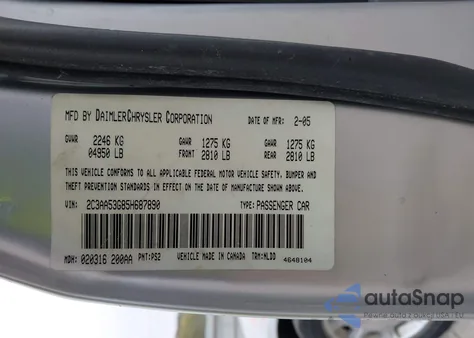 MFD BY DAIMLERCHRYSLER CORPORATION DATE OF MFR: 2-05
GVWR 2246 KG GAWR 1275 KG GAWR 1275 KG
04950 LB FRONT 2810 LB REAR 2810 LB
THIS VEHICLE CONFORMS TO ALL APPLICABLE FEDERAL MOTOR VEHICLE SAFETY, BUMPER AND
THEFT PREVENTION STANDARDS IN EFFECT ON THE DATE OF MANUFACTURE SHOWN ABOVE.
VIN: 2C3AA53G85H687890 TYPE: PASSENGER CAR
MDH: 020316 200AA PNT: PS2 VEHICLE MADE IN CANADA TRM: NLDD 4648104
autoSnap